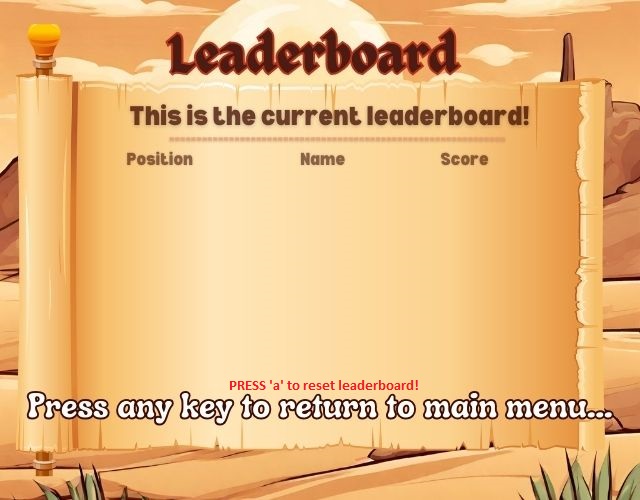 Leaderboard
This is the current leaderboard!
Position Name Score
PRESS 'a' to reset leaderboard!
Press any key to return to main menu...